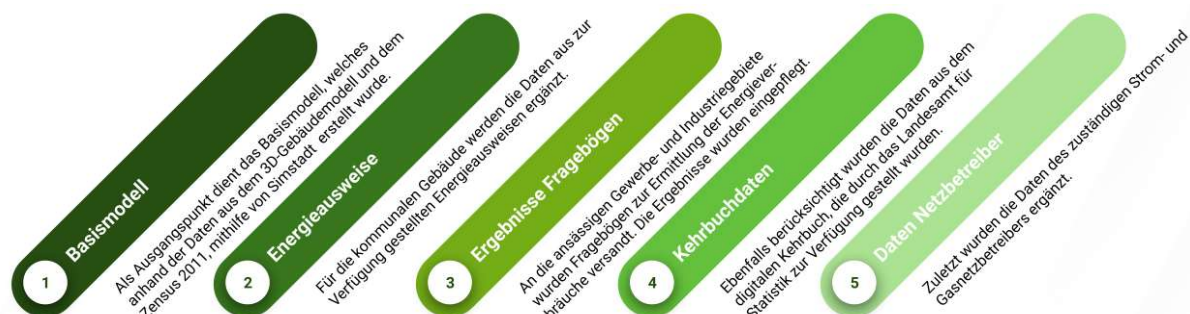 1
Basismodell
Als Ausgangspunkt dient das Basismodell, welches
anhand der Daten aus dem 3D-Gebäudemodell und dem
Zensus 2011, mithilfe von Simstadt erstellt wurde.
2
Energieausweise
Für die kommunalen Gebäude werden die Daten aus zur
Verfügung gestellten Energieausweisen ergänzt.
3
Ergebnisse Fragebögen
An die ansässigen Gewerbe- und Industriegebiete
wurden Fragebögen zur Ermittlung der Energiever-
bräuche versandt. Die Ergebnisse wurden eingepflegt.
4
Kehrbuchdaten
Ebenfalls berücksichtigt wurden die Daten aus dem
digitalen Kehrbuch, die durch das Landesamt für
Statistik zur Verfügung gestellt wurden.
5
Daten Netzbetreiber
Zuletzt wurden die Daten des zuständigen Strom- und
Gasnetzbetreibers ergänzt.